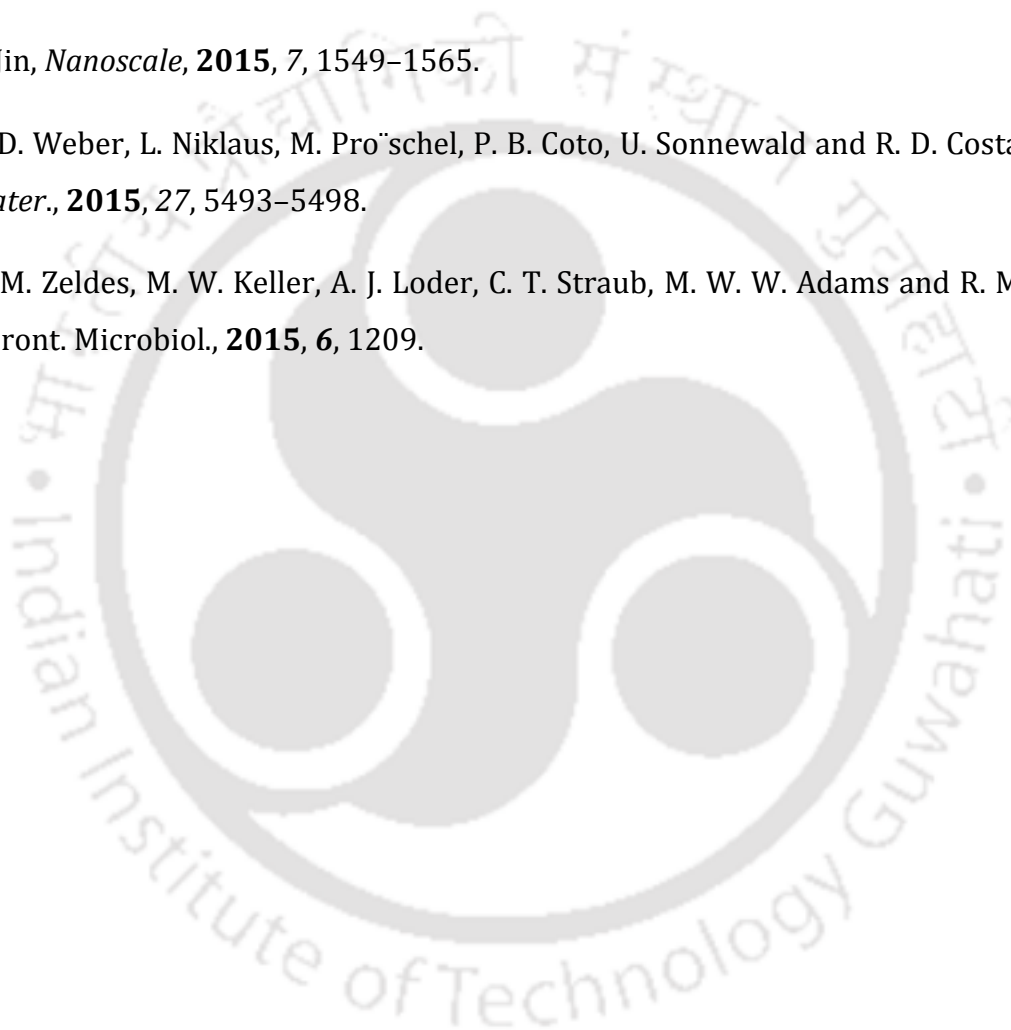 Jin, Nanoscale, 2015, 7, 1549–1565.
D. Weber, L. Niklaus, M. Pro¨schel, P. B. Coto, U. Sonnewald and R. D. Costa
ater., 2015, 27, 5493–5498.
M. Zeldes, M. W. Keller, A. J. Loder, C. T. Straub, M. W. W. Adams and R. M
ront. Microbiol., 2015, 6, 1209.
Indian Institute of Technology Guwahati